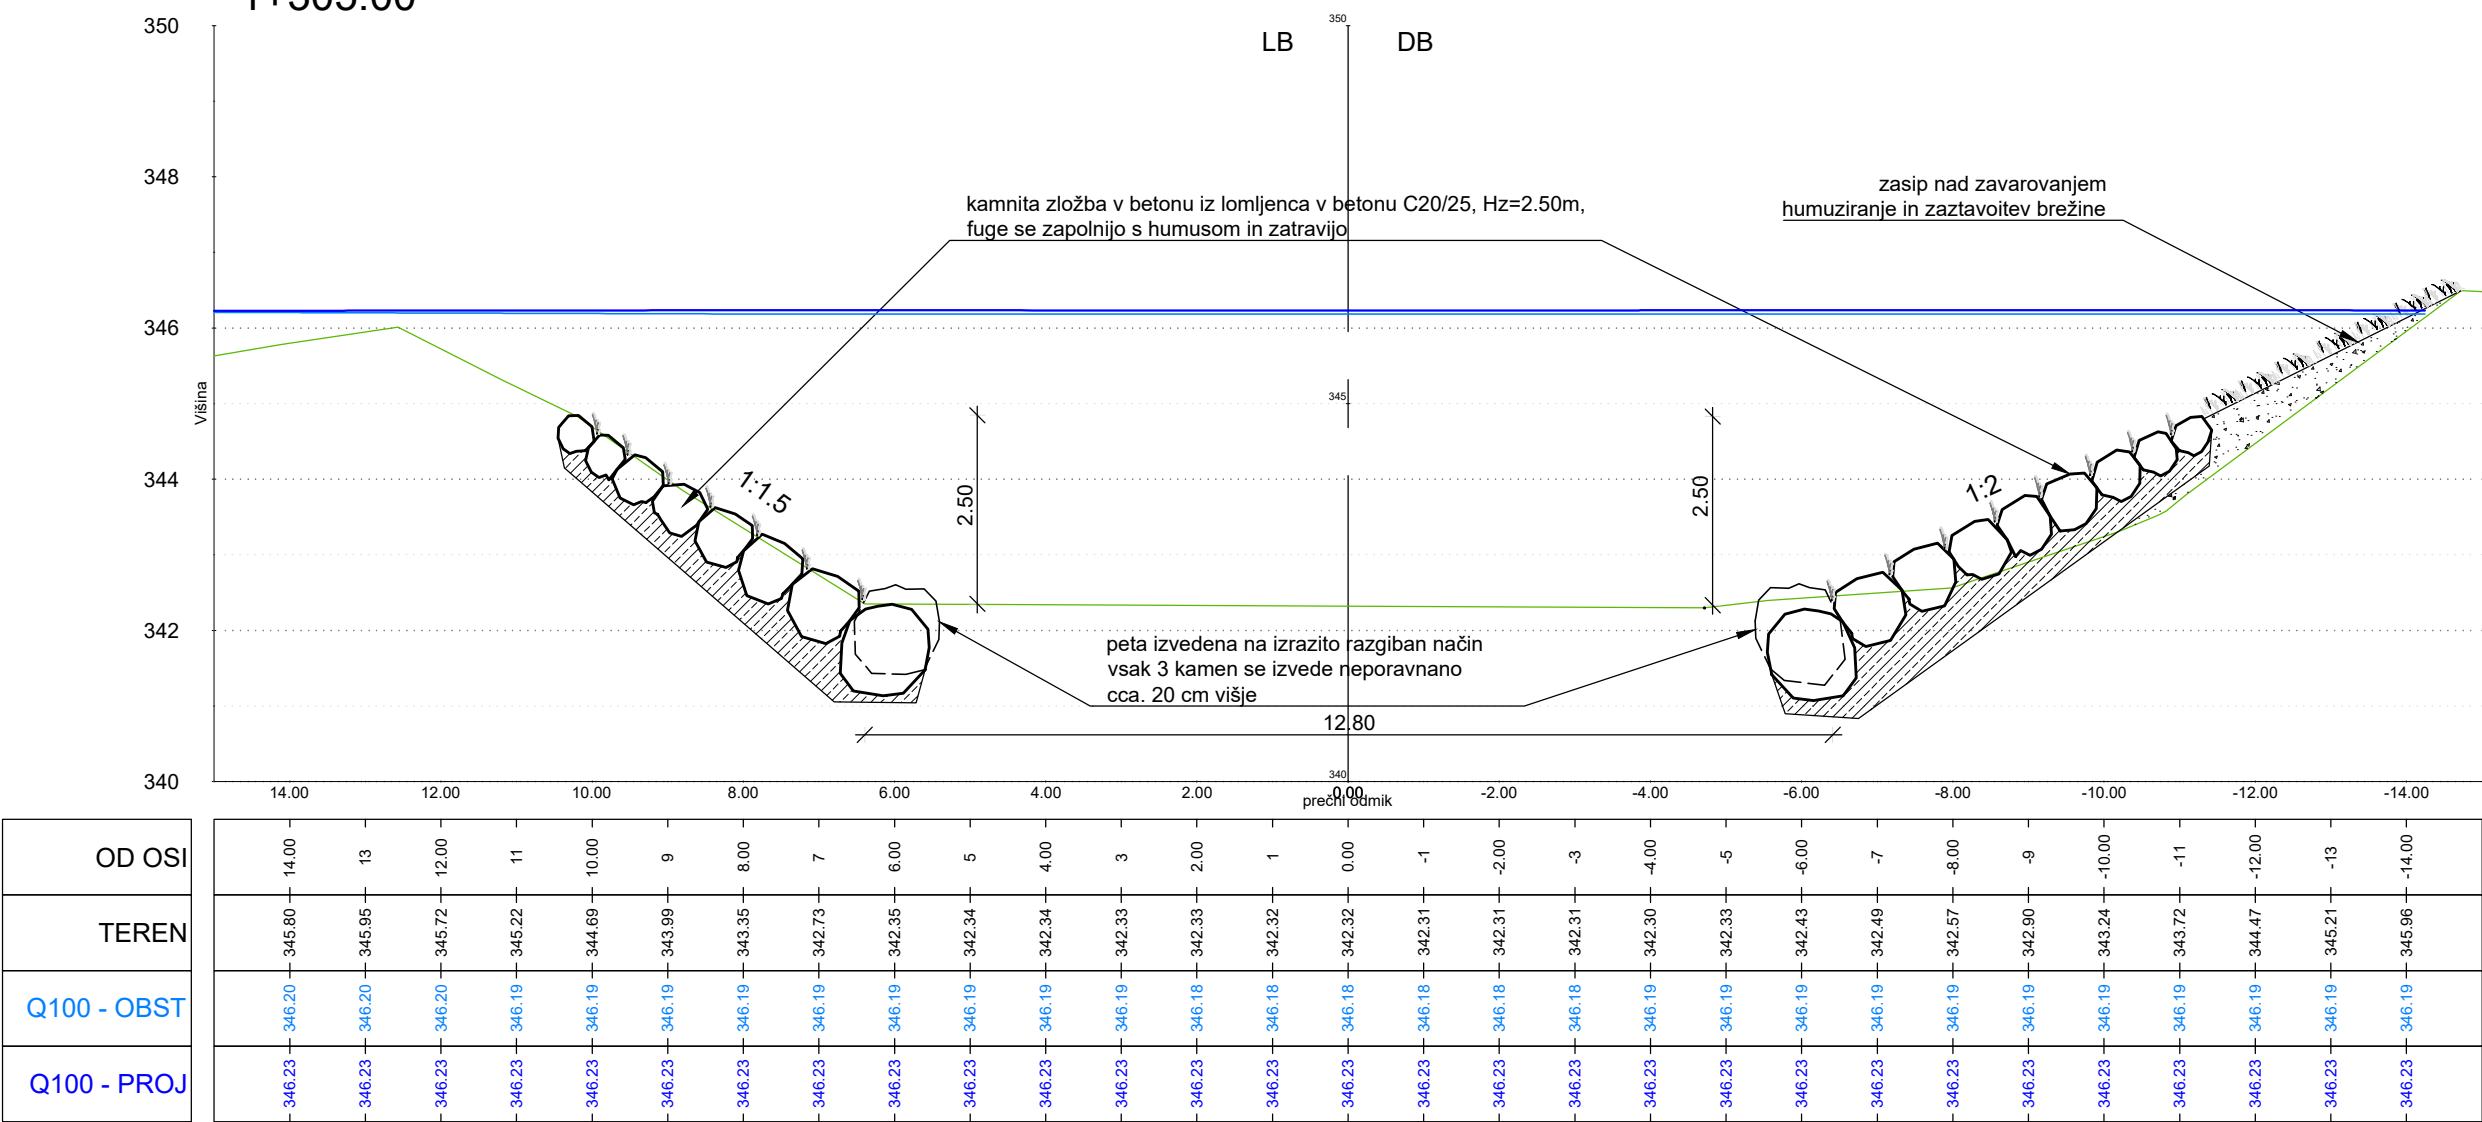 350
350
LB
DB
348
zasip nad zavarovanjem
humuziranje in zaztavoitev brežine
kamnita zložba v betonu iz lomljenca v betonu C20/25, Hz=2.50m,
fuge se zapolnijo s humusom in zatravijo
346
Višina
345
344
1:1.5
2.50
2.50
1:2
342
peta izvedena na izrazito razgiban način
vsak 3 kamen se izvede neporavnano
cca. 20 cm višje
12.80
340
340
14.00 12.00 10.00 8.00 6.00 4.00 2.00 0.00 -2.00 -4.00 -6.00 -8.00 -10.00 -12.00 -14.00
prečni odmik
OD OSI 14.00 13 12.00 11 10.00 9 8.00 7 6.00 5 4.00 3 2.00 1 0.00 -1 -2.00 -3 -4.00 -5 -6.00 -7 -8.00 -9 -10.00 -11 -12.00 -13 -14.00
TEREN 345.80 345.95 345.72 345.22 344.69 343.99 343.35 342.73 342.35 342.34 342.34 342.33 342.33 342.32 342.32 342.31 342.31 342.31 342.30 342.33 342.43 342.49 342.57 342.90 343.24 343.72 344.47 345.21 345.96
Q100 - OBST 346.20 346.20 346.20 346.19 346.19 346.19 346.19 346.19 346.19 346.19 346.19 346.19 346.18 346.18 346.18 346.18 346.18 346.18 346.19 346.19 346.19 346.19 346.19 346.19 346.19 346.19 346.19 346.19 346.19
Q100 - PROJ 346.23 346.23 346.23 346.23 346.23 346.23 346.23 346.23 346.23 346.23 346.23 346.23 346.23 346.23 346.23 346.23 346.23 346.23 346.23 346.23 346.23 346.23 346.23 346.23 346.23 346.23 346.23 346.23 346.23